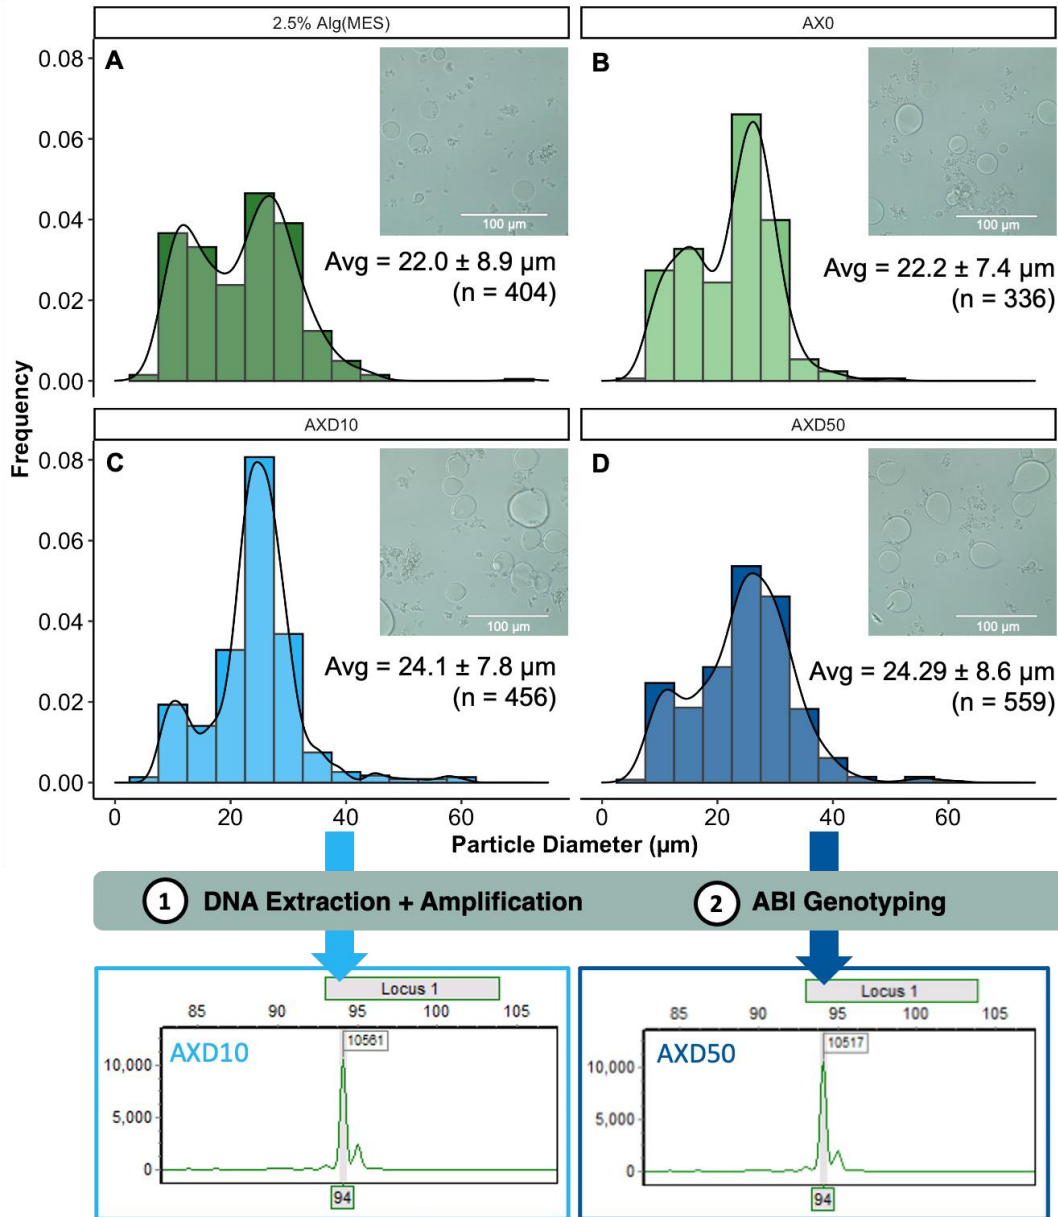 2.5% Alg(MES)
AX0
Frequency
0.08
0.06
0.04
0.02
0.00
A
100 µm
Avg = 22.0 ± 8.9 µm
(n = 404)
B
100 µm
Avg = 22.2 ± 7.4 µm
(n = 336)
AXD10
AXD50
0.08
0.06
0.04
0.02
0.00
C
100 µm
Avg = 24.1 ± 7.8 µm
(n = 456)
D
100 µm
Avg = 24.29 ± 8.6 µm
(n = 559)
0 20 40 60
0 20 40 60
Particle Diameter (µm)
1 DNA Extraction + Amplification
2 ABI Genotyping
Locus 1
85 90 95 100 105
AXD10
10561
10,000
5,000
0
94
Locus 1
85 90 95 100 105
AXD50
10517
10,000
5,000
0
94